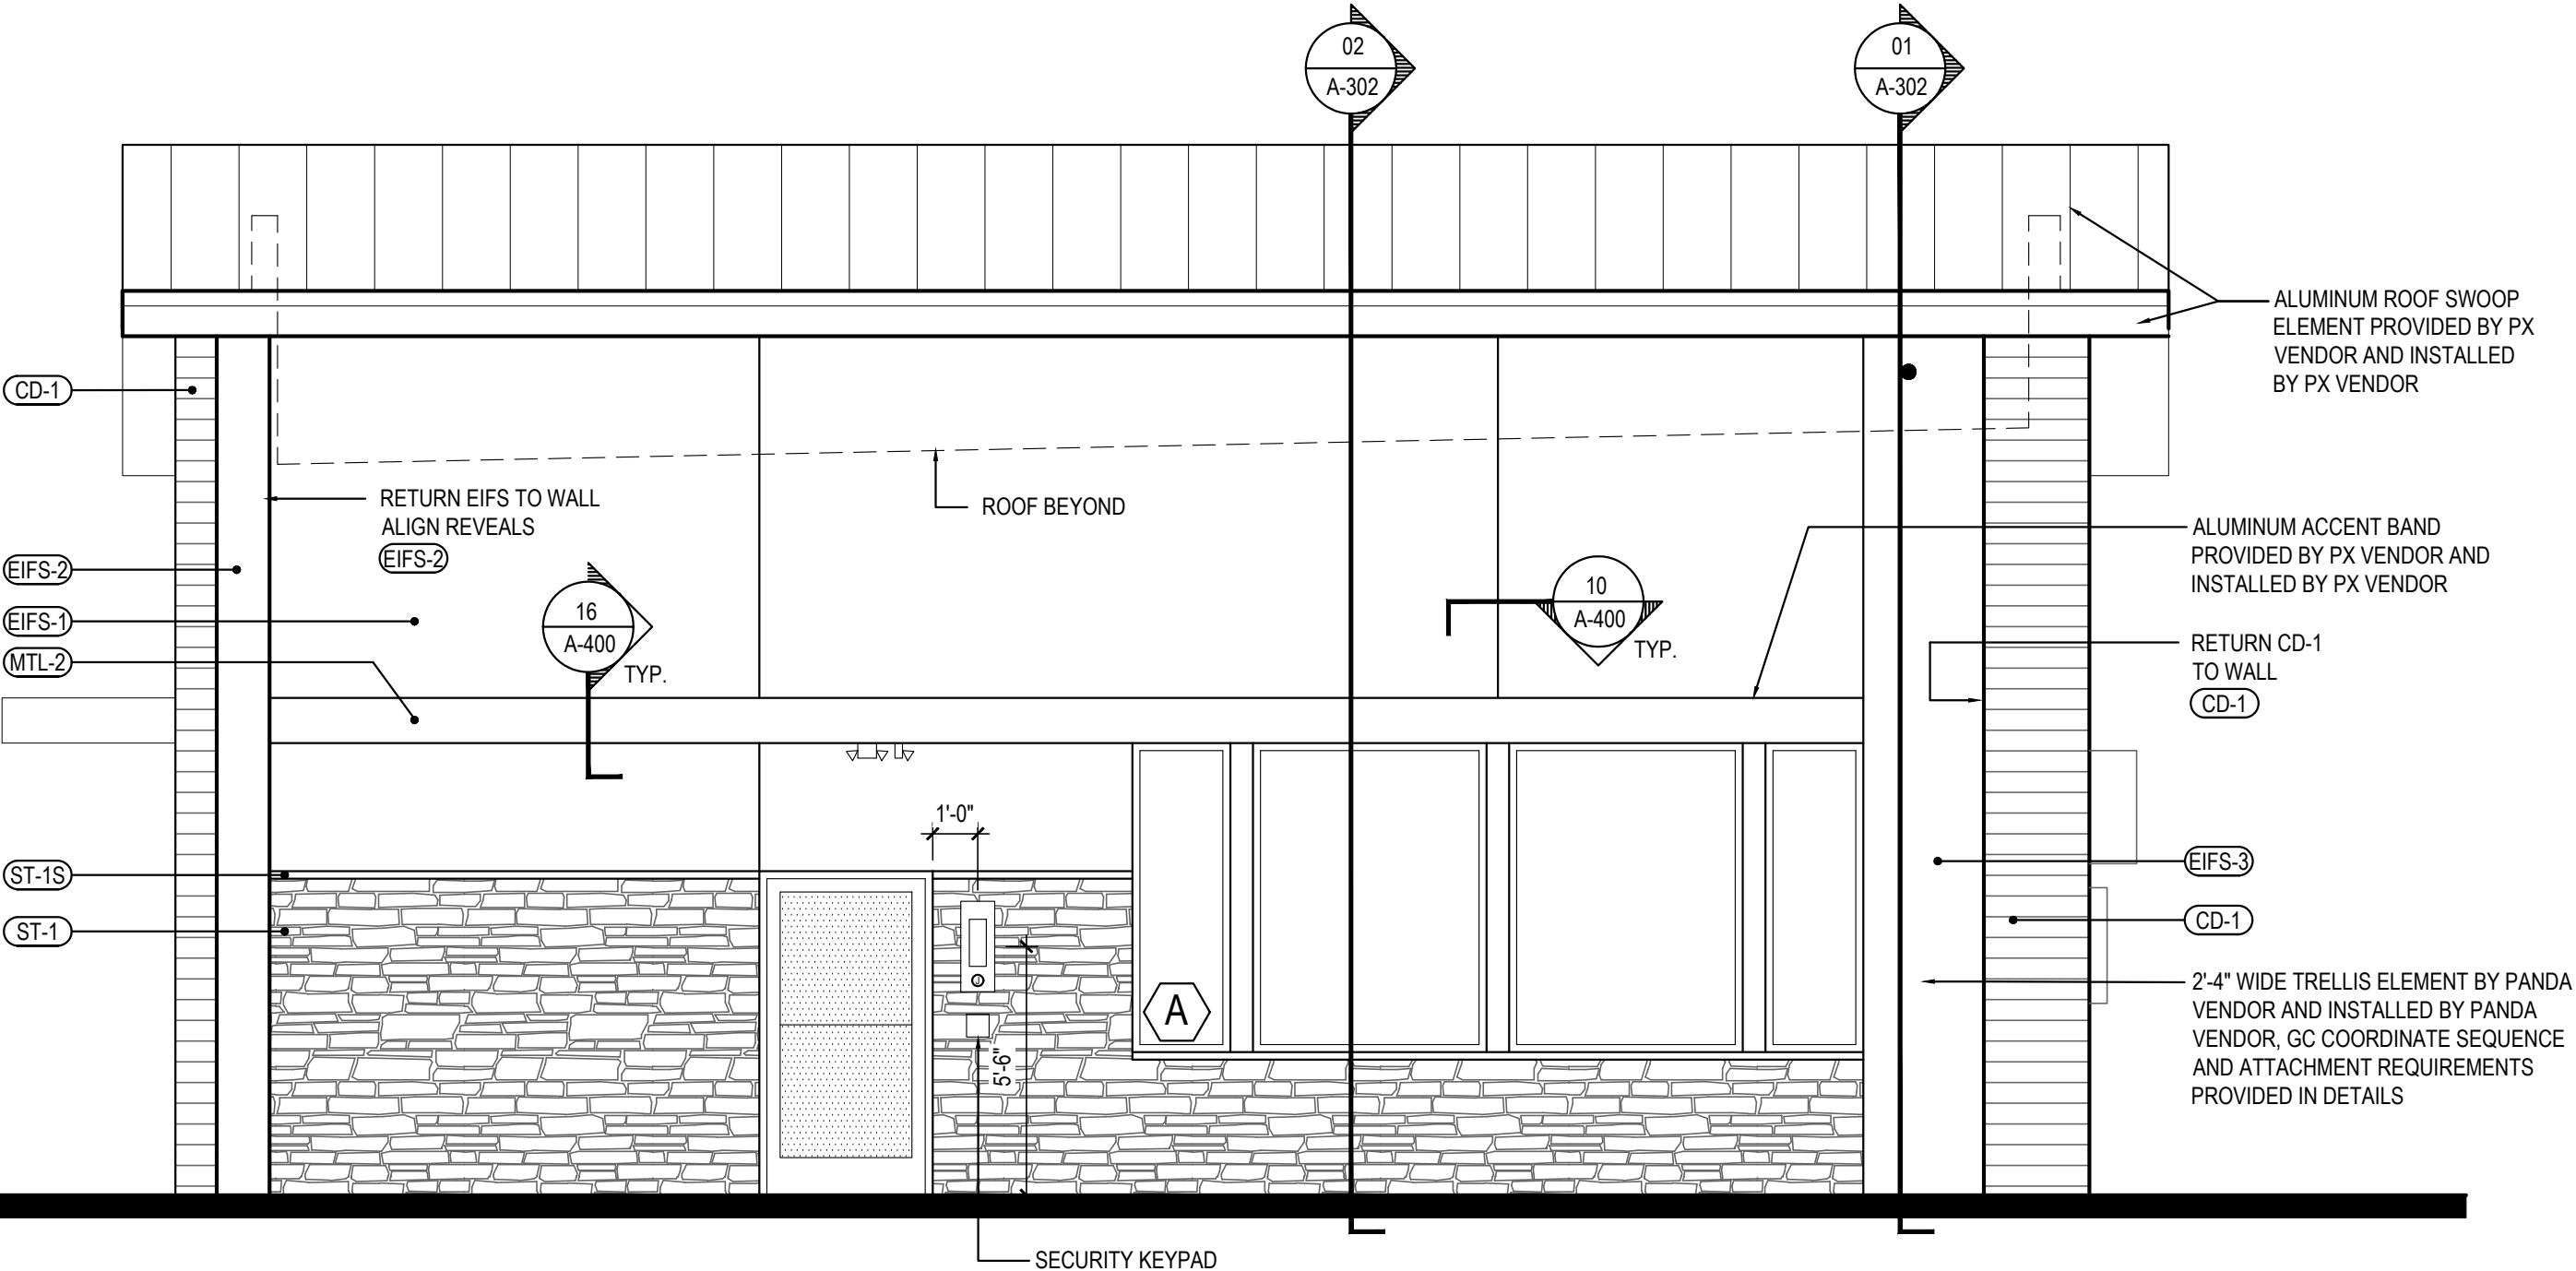 02
A-302
01
A-302
ALUMINUM ROOF SWOOP
ELEMENT PROVIDED BY PX
VENDOR AND INSTALLED
BY PX VENDOR
CD-1
RETURN EIFS TO WALL
ALIGN REVEALS
EIFS-2
ROOF BEYOND
ALUMINUM ACCENT BAND
PROVIDED BY PX VENDOR AND
INSTALLED BY PX VENDOR
EIFS-2
EIFS-1
MTL-2
16
A-400
TYP.
10
A-400
TYP.
RETURN CD-1
TO WALL
CD-1
1'-0"
ST-1S
ST-1
EIFS-3
CD-1
J
A
5'-6"
2'-4" WIDE TRELLIS ELEMENT BY PANDA
VENDOR AND INSTALLED BY PANDA
VENDOR, GC COORDINATE SEQUENCE
AND ATTACHMENT REQUIREMENTS
PROVIDED IN DETAILS
SECURITY KEYPAD